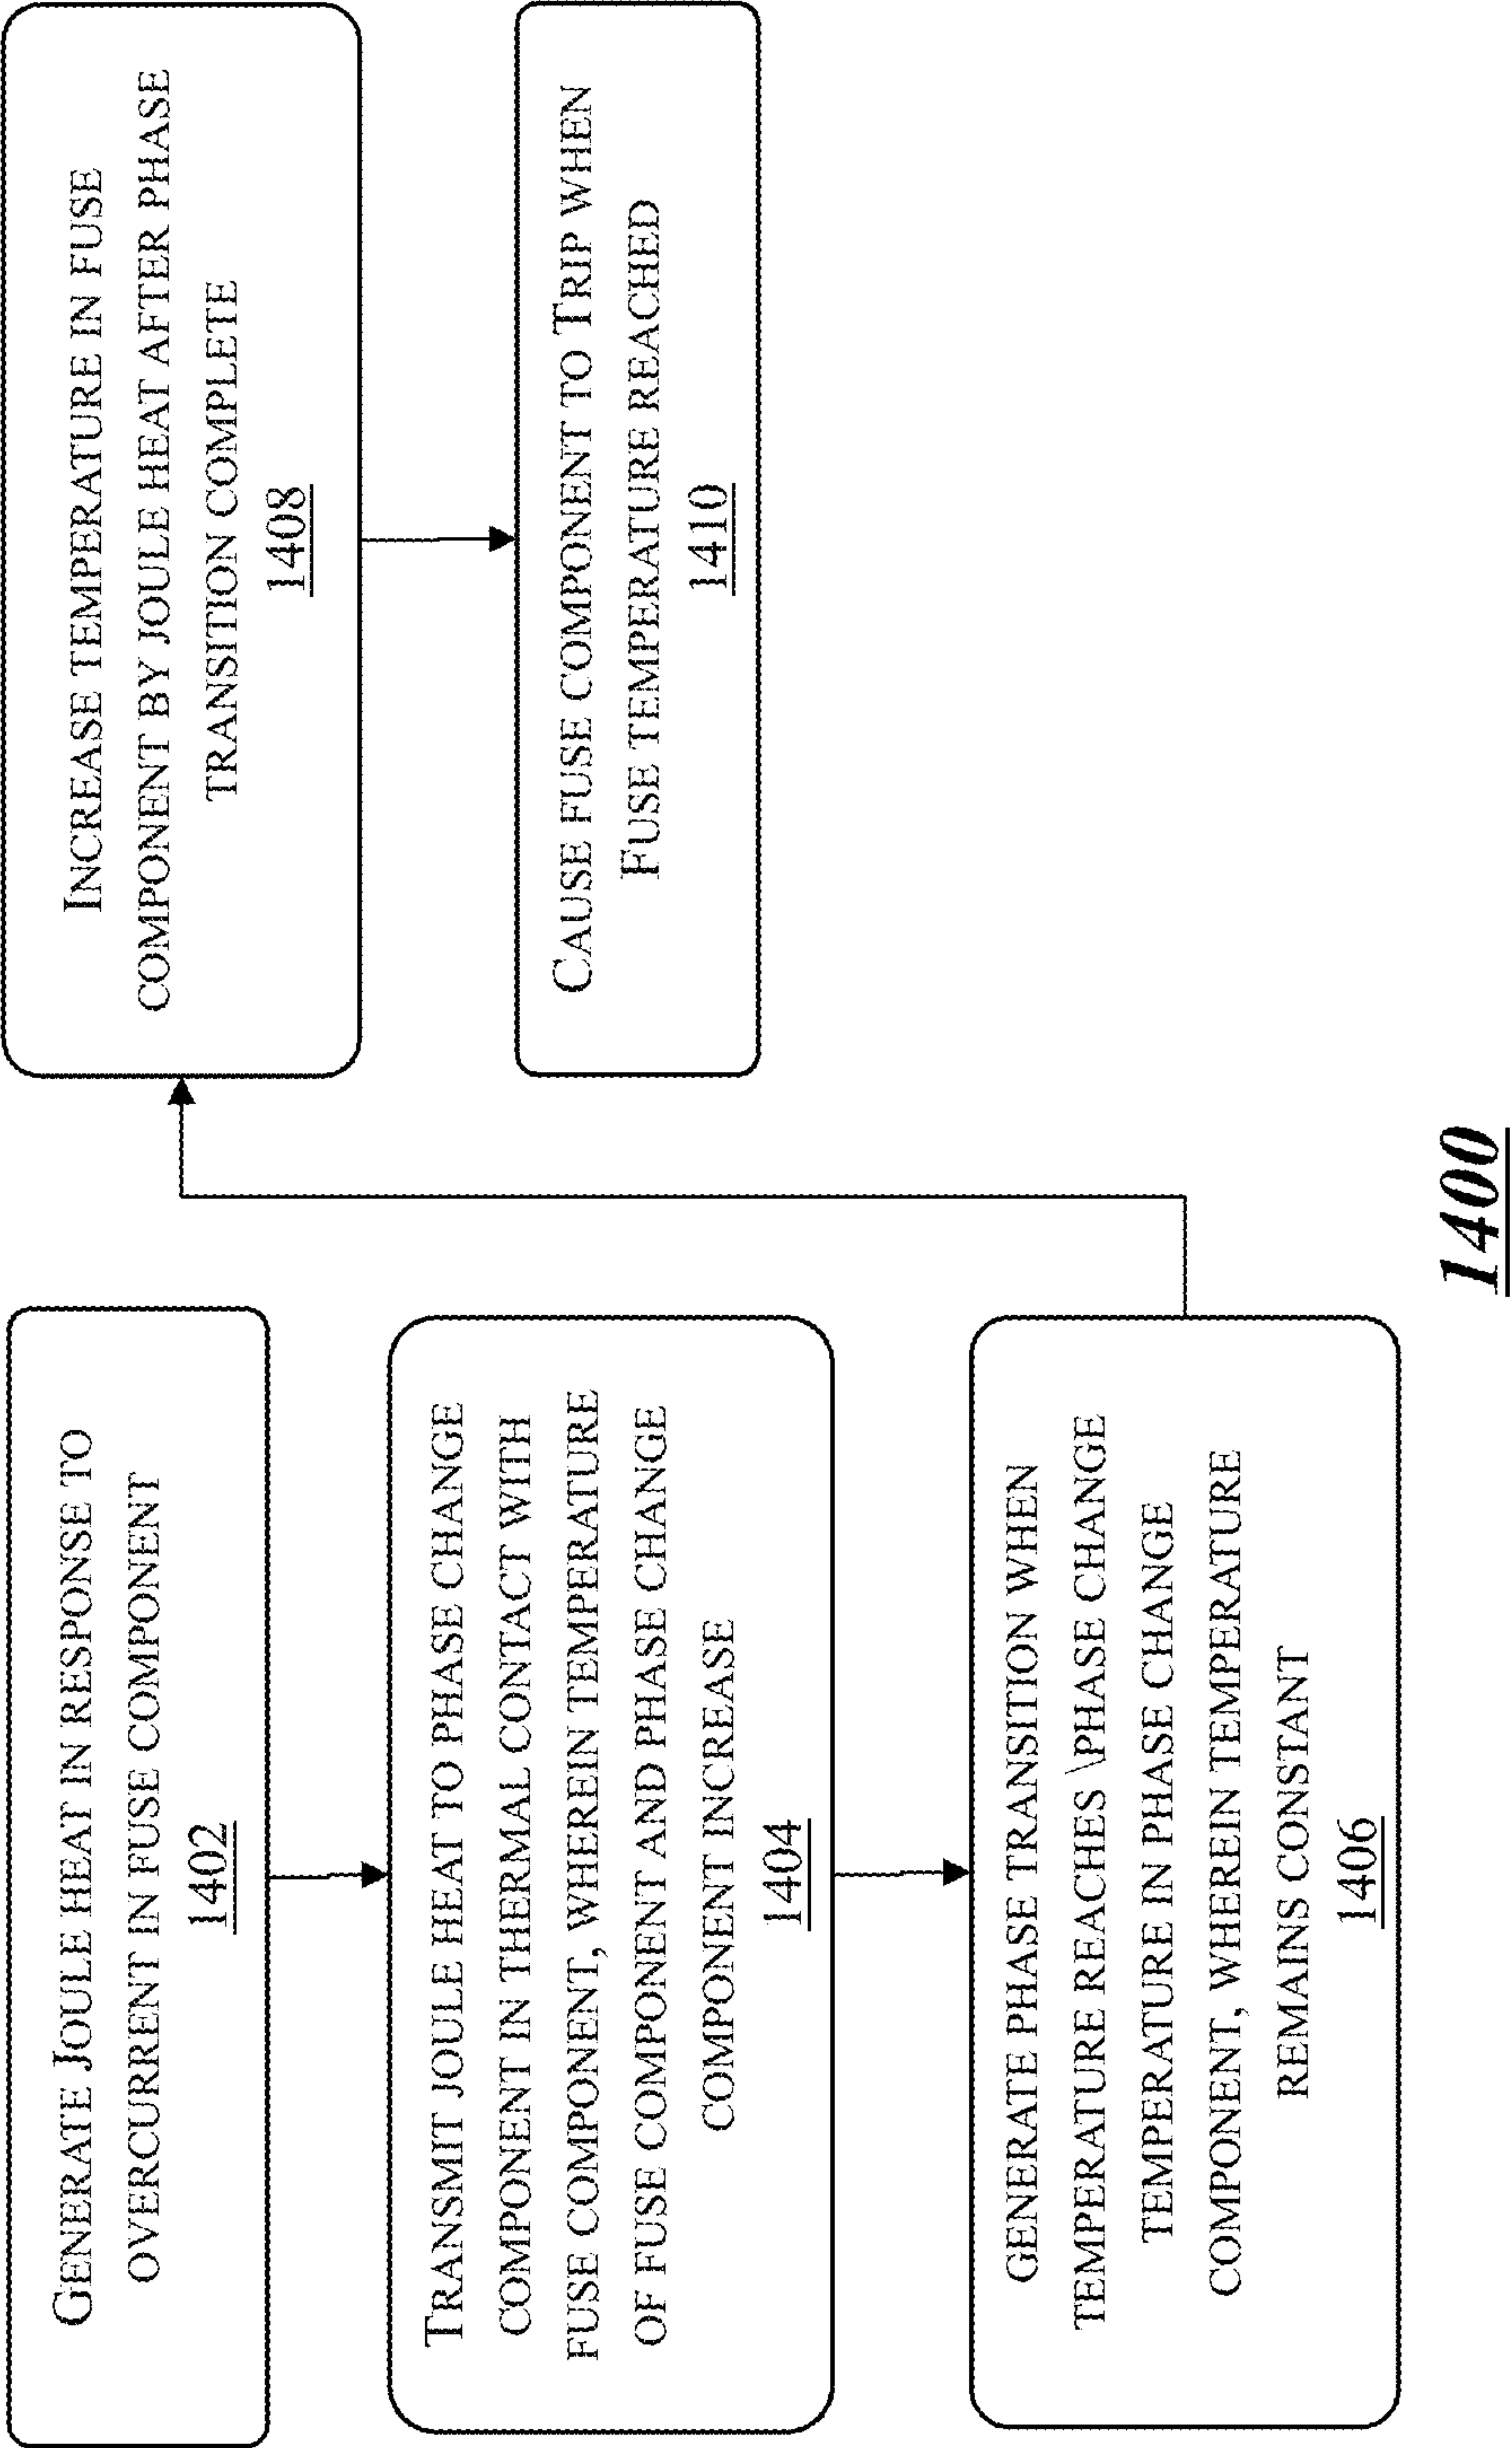 Generate Joule heat in response to
overcurrent in fuse component
1402
Transmit joule heat to phase change
component in thermal contact with
fuse component, wherein temperature
of fuse component and phase change
component increase
1404
generate phase transition when
temperature reaches \phase change
temperature in phase change
component, wherein temperature
remains constant
1406
Increase temperature in fuse
component by joule heat after phase
transition complete
1408
Cause fuse component to Trip when
Fuse temperature reached
1410
1400